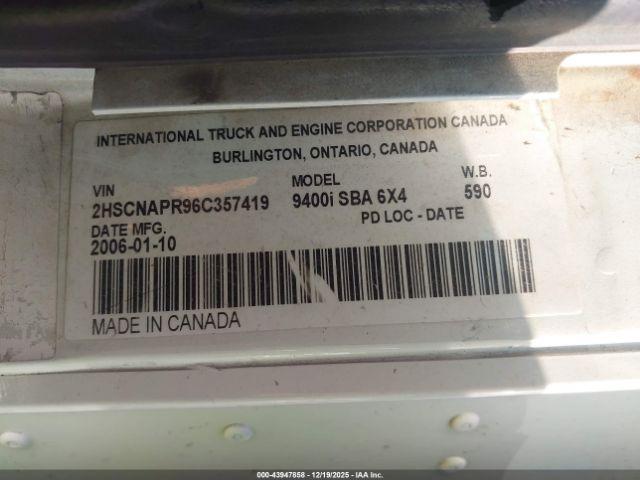 INTERNATIONAL TRUCK AND ENGINE CORPORATION CANADA
BURLINGTON, ONTARIO, CANADA
VIN MODEL W.B.
2HSCNAPR96C357419 9400i SBA 6X4 590
DATE MFG. PD LOC - DATE
2006-01-10
MADE IN CANADA
000-43947858 - 12/19/2025 - IAA, Inc.